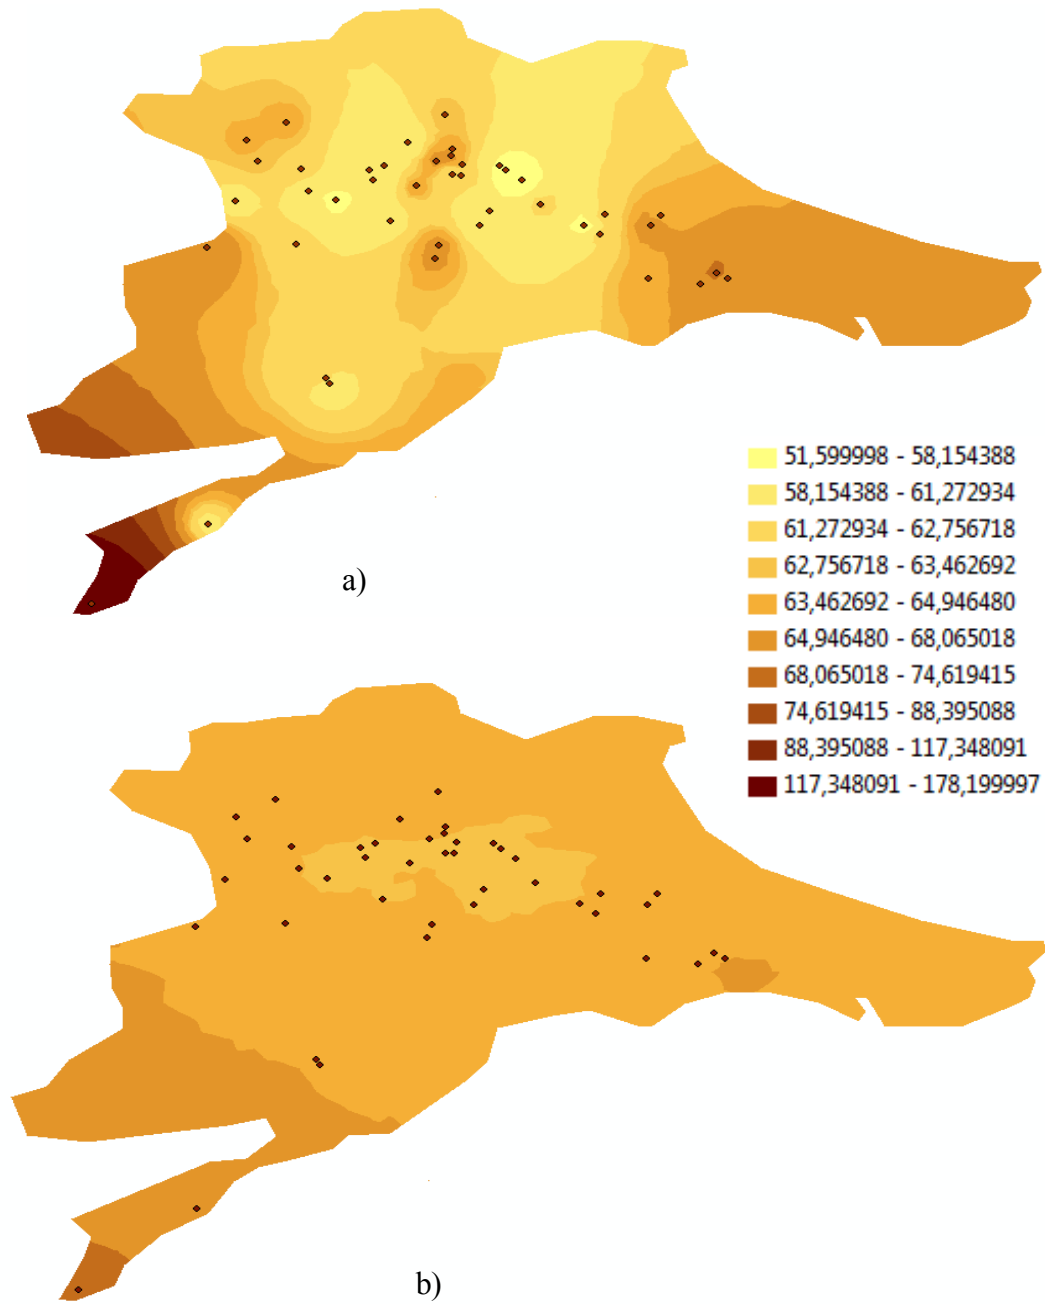 51,599998 - 58,154388
58,154388 - 61,272934
61,272934 - 62,756718
62,756718 - 63,462692
63,462692 - 64,946480
64,946480 - 68,065018
68,065018 - 74,619415
74,619415 - 88,395088
88,395088 - 117,348091
117,348091 - 178,199997
a)
b)